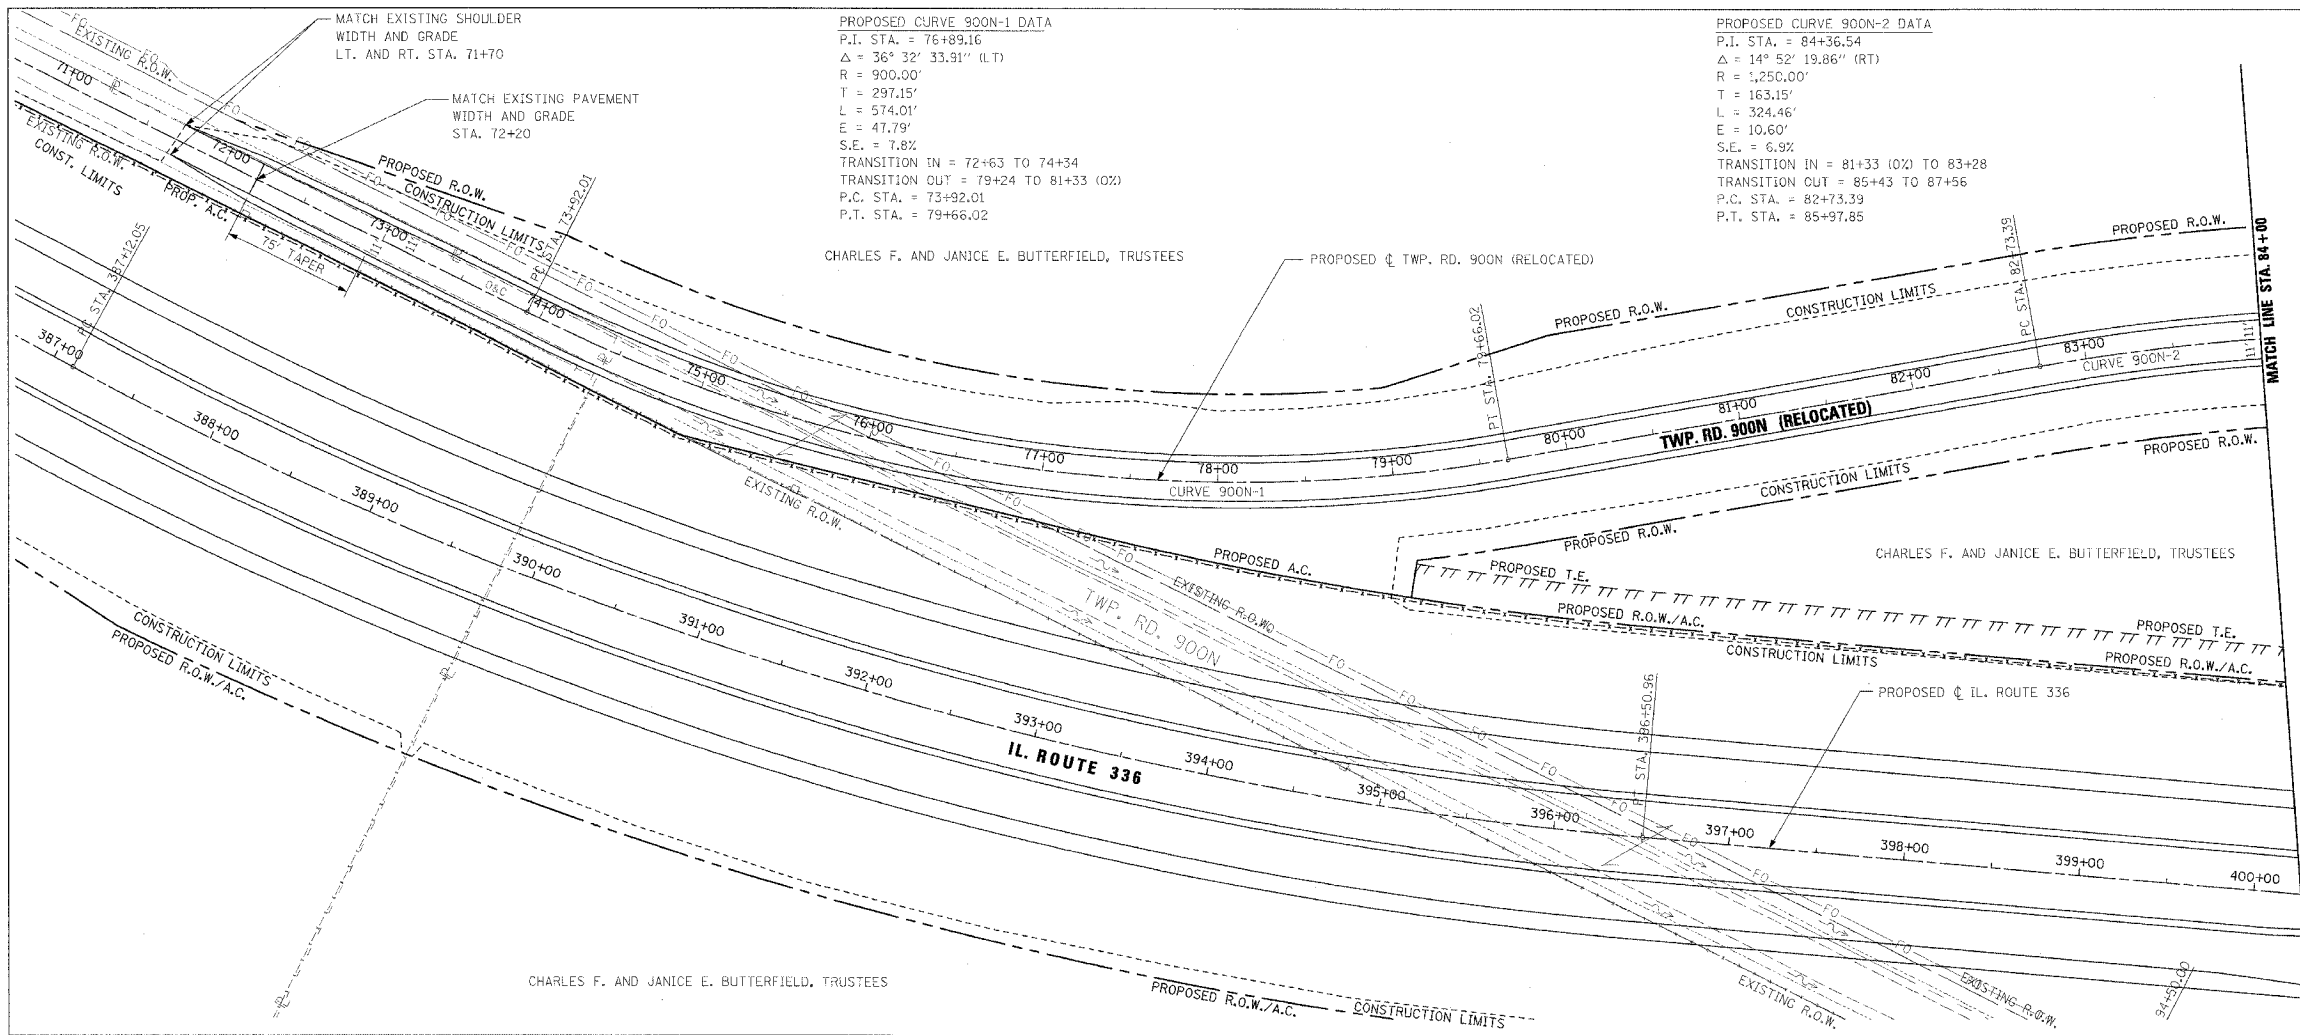 MATCH EXISTING SHOULDER
WIDTH AND GRADE
LT. AND RT. STA. 71+70
MATCH EXISTING PAVEMENT
WIDTH AND GRADE
STA. 72+20
PROPOSED CURVE 900N-1 DATA
P.I. STA. = 76+89.16
Δ = 36° 32' 33.91" (LT)
R = 900.00'
T = 297.15'
L = 574.01'
E = 47.79'
S.E. = 7.8%
TRANSITION IN = 72+63 TO 74+34
TRANSITION OUT = 79+24 TO 81+33 (0%)
P.C. STA. = 73+92.01
P.T. STA. = 79+66.02
PROPOSED CURVE 900N-2 DATA
P.I. STA. = 84+36.54
Δ = 14° 52' 19.86" (RT)
R = 1,250.00'
T = 163.15'
L = 324.46'
E = 10.60'
S.E. = 6.9%
TRANSITION IN = 81+33 (0%) TO 83+28
TRANSITION OUT = 85+43 TO 87+56
P.C. STA. = 82+73.39
P.T. STA. = 85+97.85
CHARLES F. AND JANICE E. BUTTERFIELD, TRUSTEES
PROPOSED ℄ TWP. RD. 900N (RELOCATED)
EXISTING R.O.W.
EXISTING R.O.W.
CONST. LIMITS
PROP. A.C.
75' TAPER
11'
11'
PROPOSED R.O.W.
CONSTRUCTION LIMITS
PC STA. 73+92.01
PC STA. 387+12.05
71+00
72+00
73+00
74+00
75+00
76+00
77+00
78+00
79+00
80+00
81+00
82+00
83+00
CURVE 900N-1
PT STA. 79+66.02
TWP. RD. 900N (RELOCATED)
PC STA. 82+73.39
CURVE 900N-2
11' 11'
MATCH LINE STA. 84+00
PROPOSED R.O.W.
PROPOSED R.O.W.
CONSTRUCTION LIMITS
PROPOSED R.O.W.
CONSTRUCTION LIMITS
PROPOSED R.O.W.
CHARLES F. AND JANICE E. BUTTERFIELD, TRUSTEES
PROPOSED T.E.
PROPOSED T.E.
PROPOSED A.C.
PROPOSED R.O.W./A.C.
PROPOSED R.O.W./A.C.
CONSTRUCTION LIMITS
EXISTING R.O.W.
EXISTING R.O.W.
TWP. RD. 900N
PROPOSED ℄ IL. ROUTE 336
PT STA. 396+50.96
387+00
388+00
389+00
390+00
391+00
392+00
393+00
394+00
395+00
396+00
397+00
398+00
399+00
400+00
IL. ROUTE 336
CONSTRUCTION LIMITS
PROPOSED R.O.W./A.C.
CHARLES F. AND JANICE E. BUTTERFIELD, TRUSTEES
PROPOSED R.O.W./A.C.
CONSTRUCTION LIMITS
EXISTING R.O.W.
EXISTING R.O.W.
94+50.00